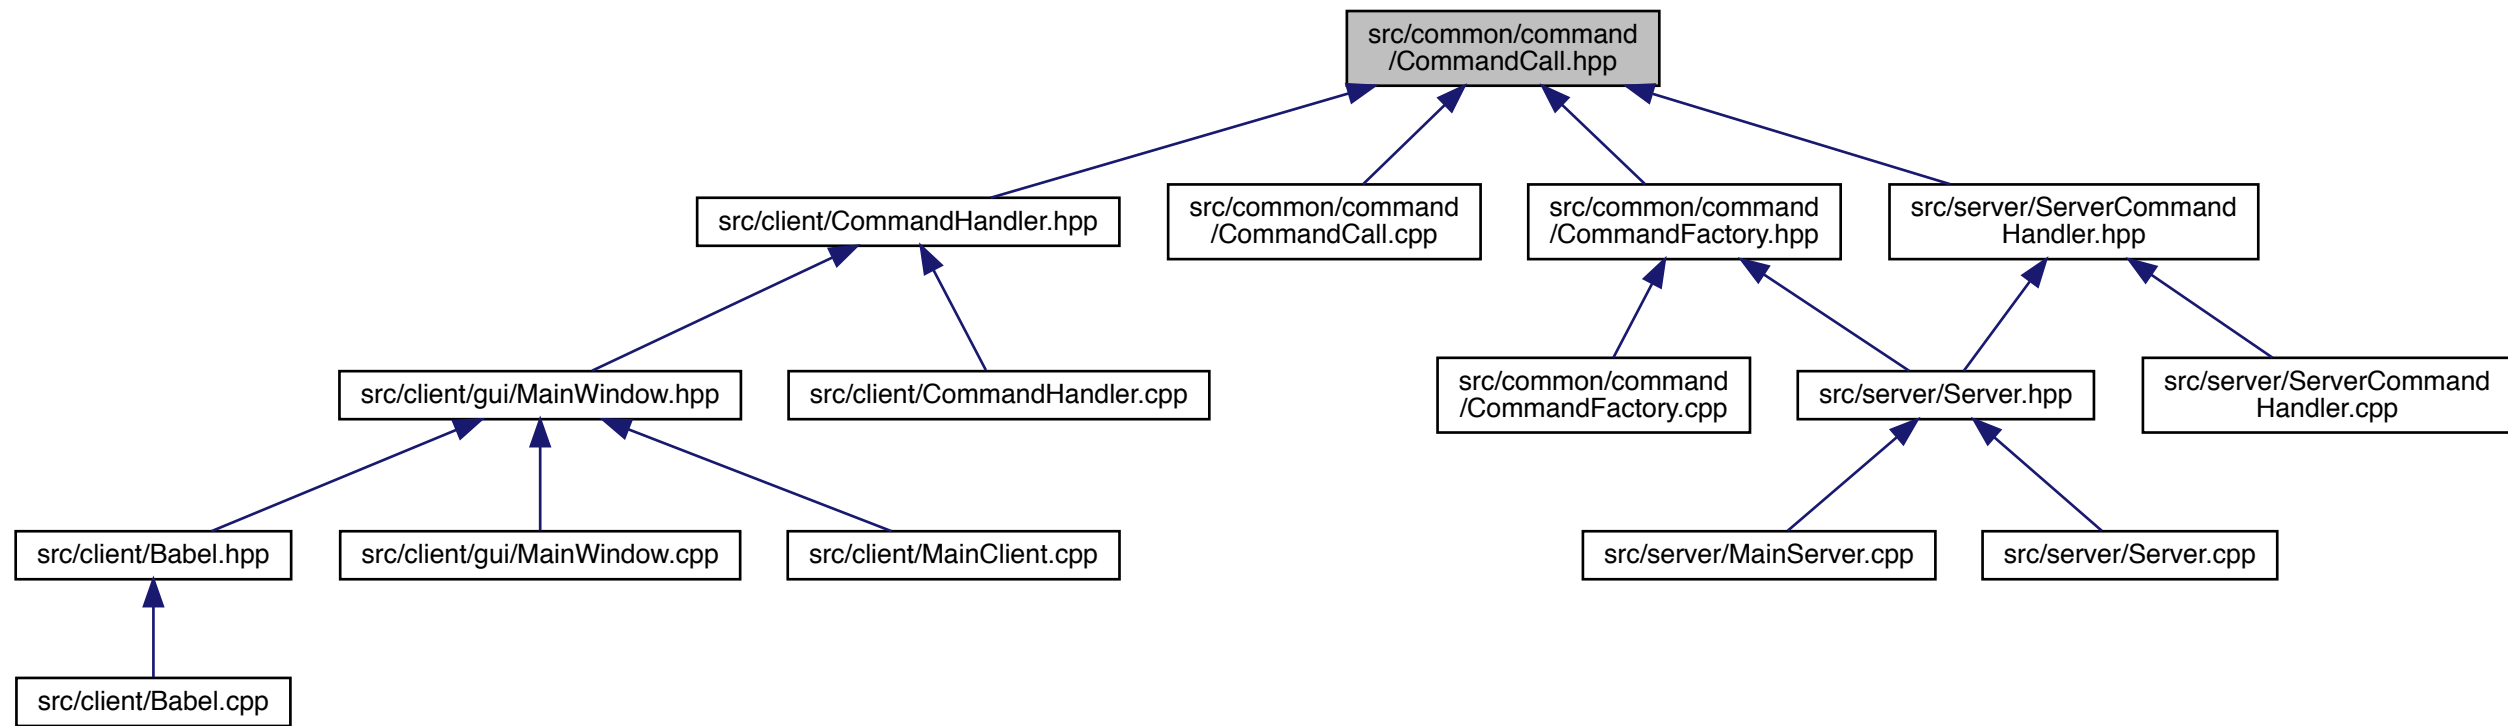 src/common/command
/CommandCall.hpp
src/client/CommandHandler.hpp
src/common/command
/CommandCall.cpp
src/common/command
/CommandFactory.hpp
src/server/ServerCommand
Handler.hpp
src/client/gui/MainWindow.hpp
src/client/CommandHandler.cpp
src/common/command
/CommandFactory.cpp
src/server/Server.hpp
src/server/ServerCommand
Handler.cpp
src/client/Babel.hpp
src/client/gui/MainWindow.cpp
src/client/MainClient.cpp
src/server/MainServer.cpp
src/server/Server.cpp
src/client/Babel.cpp